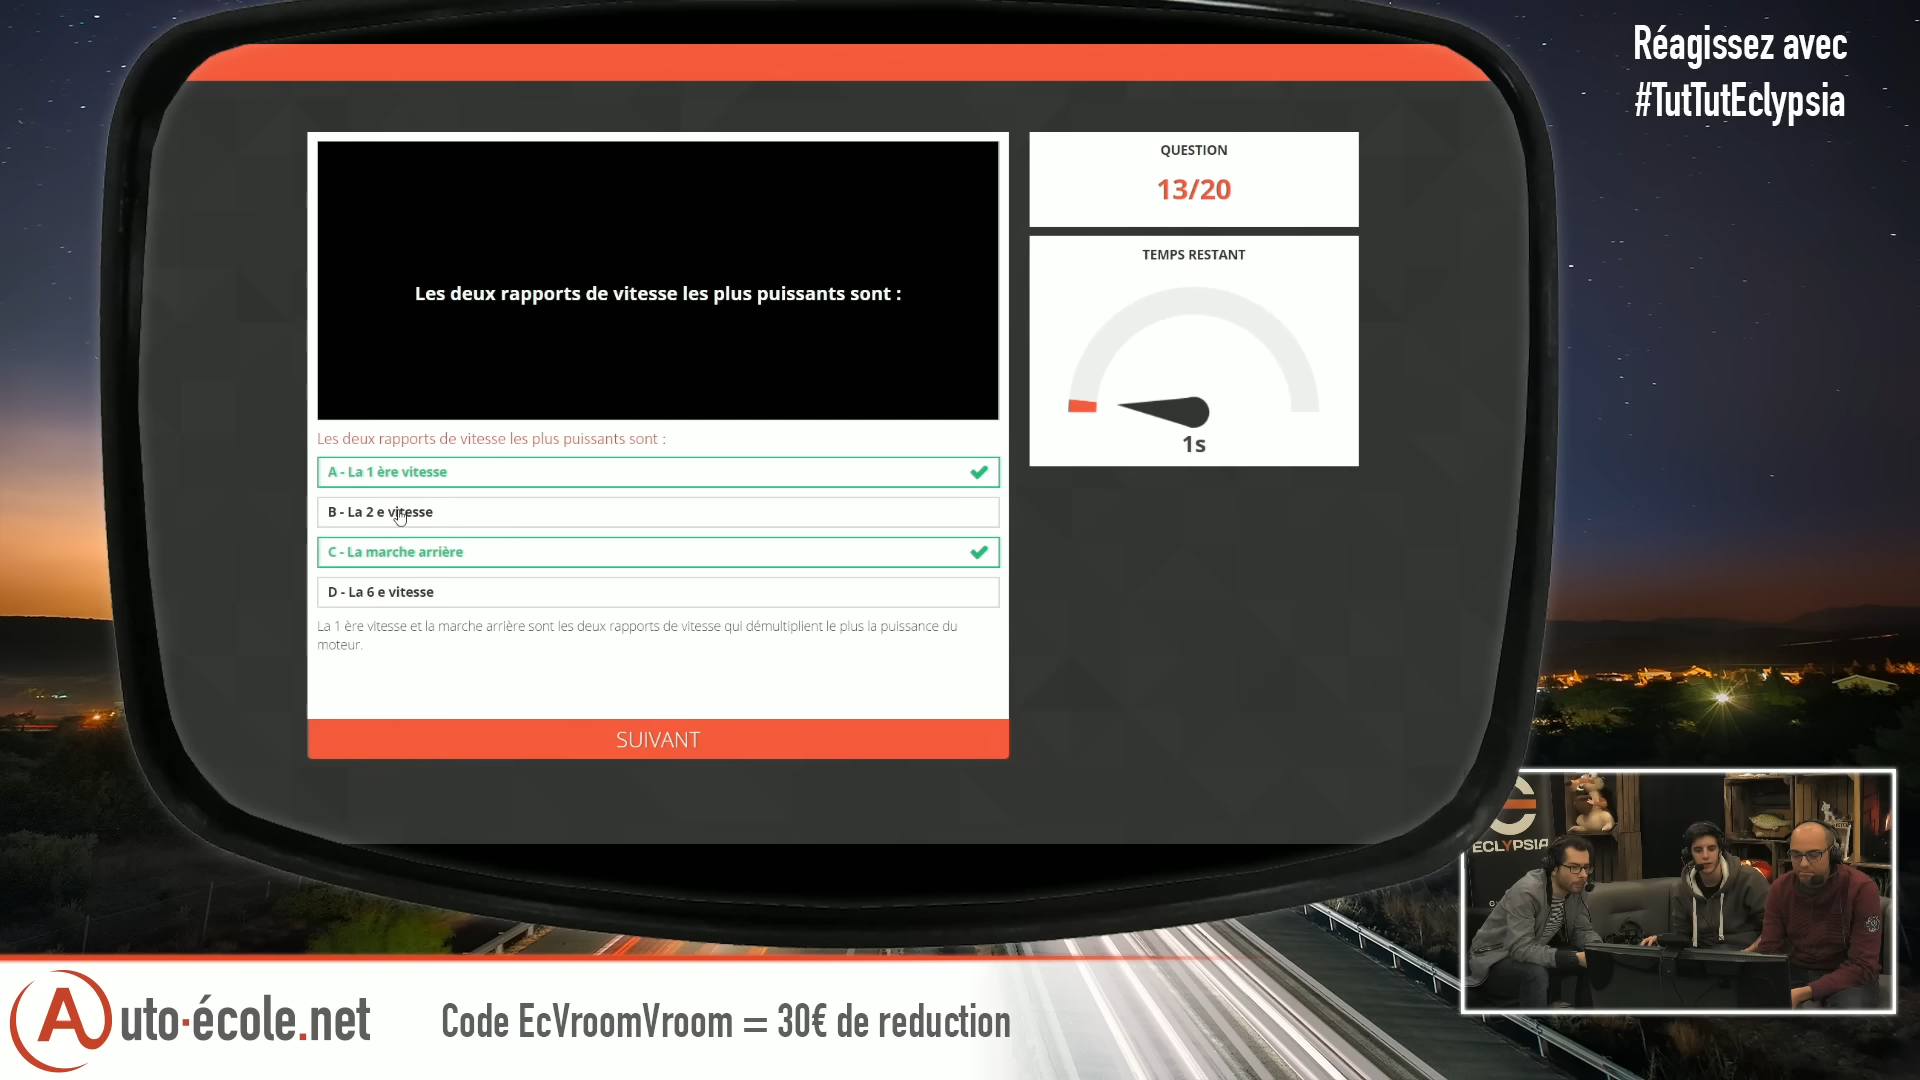 Réagissez avec
#TutTutEclypsia
QUESTION
13/20
TEMPS RESTANT
1s
Les deux rapports de vitesse les plus puissants sont :
Les deux rapports de vitesse les plus puissants sont :
A - La 1 ère vitesse
B - La 2 e vitesse
C - La marche arrière
D - La 6 e vitesse
La 1 ère vitesse et la marche arrière sont les deux rapports de vitesse qui démultiplient le plus la puissance du
moteur.
SUIVANT
ECLYPSIA
Auto-école.net
Code EcVroomVroom = 30€ de reduction